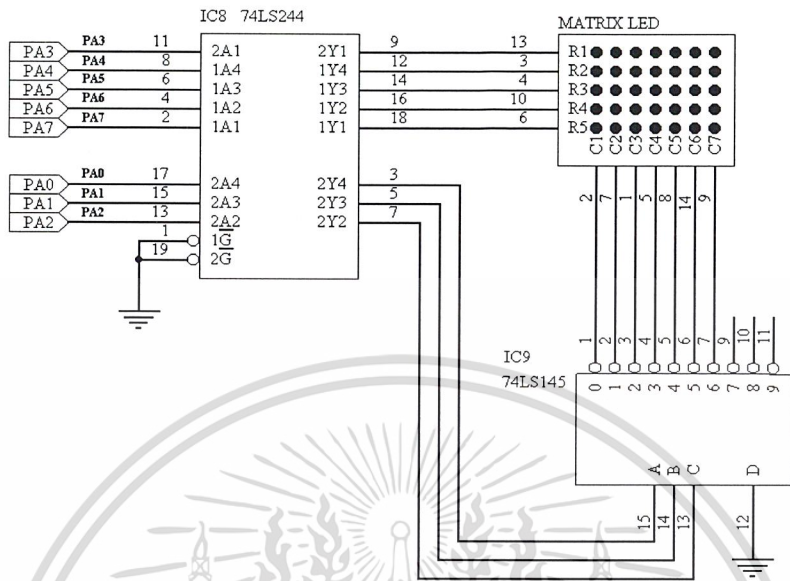 IC8 74LS244
MATRIX LED
PA3 PA3 11 2A1 2Y1 9 13 R1
PA4 PA4 8 1A4 1Y4 12 3 R2
PA5 PA5 6 1A3 1Y3 14 4 R3
PA6 PA6 4 1A2 1Y2 16 10 R4
PA7 PA7 2 1A1 1Y1 18 6 R5
C1 C2 C3 C4 C5 C6 C7
PA0 PA0 17 2A4 2Y4 3
PA1 PA1 15 2A3 2Y3 5
PA2 PA2 13 2A2 2Y2 7
1 1G
19 2G
2 7 1 5 8 14 9
IC9
74LS145
1 2 3 4 5 6 7 9 10 11
0 1 2 3 4 5 6 7 8 9
A B C D
15 14 13 12